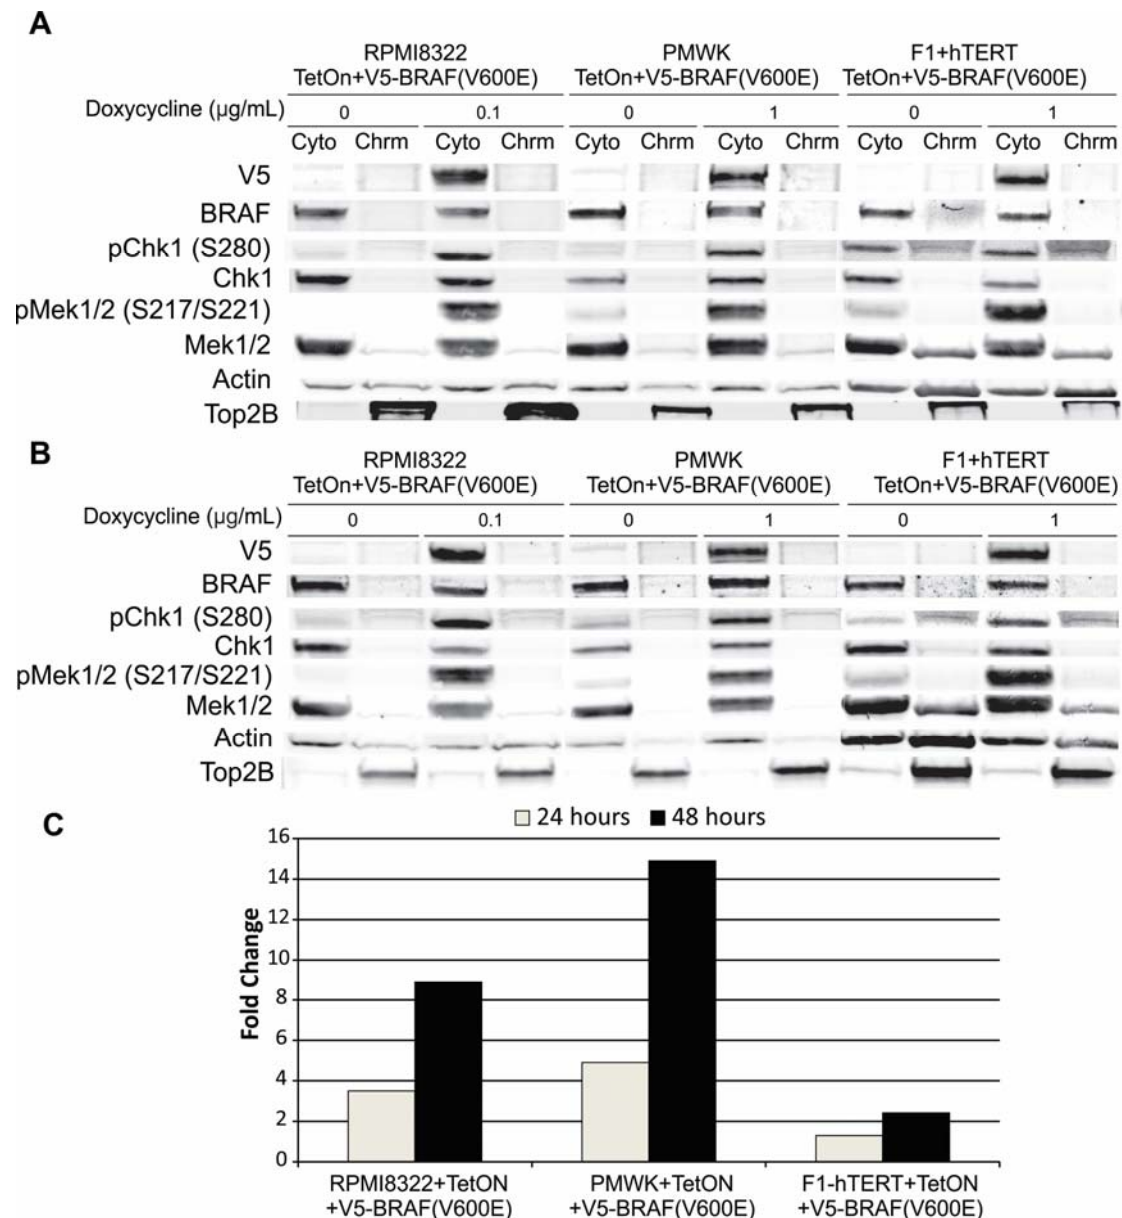 A
RPMI8322 PMWK F1+hTERT
TetOn+V5-BRAF(V600E) TetOn+V5-BRAF(V600E) TetOn+V5-BRAF(V600E)
Doxycycline (µg/mL) 0 0.1 0 1 0 1
Cyto Chrm Cyto Chrm Cyto Chrm Cyto Chrm Cyto Chrm Cyto Chrm
V5
BRAF
pChk1 (S280)
Chk1
pMek1/2 (S217/S221)
Mek1/2
Actin
Top2B
B
RPMI8322 PMWK F1+hTERT
TetOn+V5-BRAF(V600E) TetOn+V5-BRAF(V600E) TetOn+V5-BRAF(V600E)
Doxycycline (µg/mL) 0 0.1 0 1 0 1
V5
BRAF
pChk1 (S280)
Chk1
pMek1/2 (S217/S221)
Mek1/2
Actin
Top2B
C
24 hours 48 hours
Fold Change
16
14
12
10
8
6
4
2
0
RPMI8322+TetON PMWK+TetON F1-hTERT+TetON
+V5-BRAF(V600E) +V5-BRAF(V600E) +V5-BRAF(V600E)